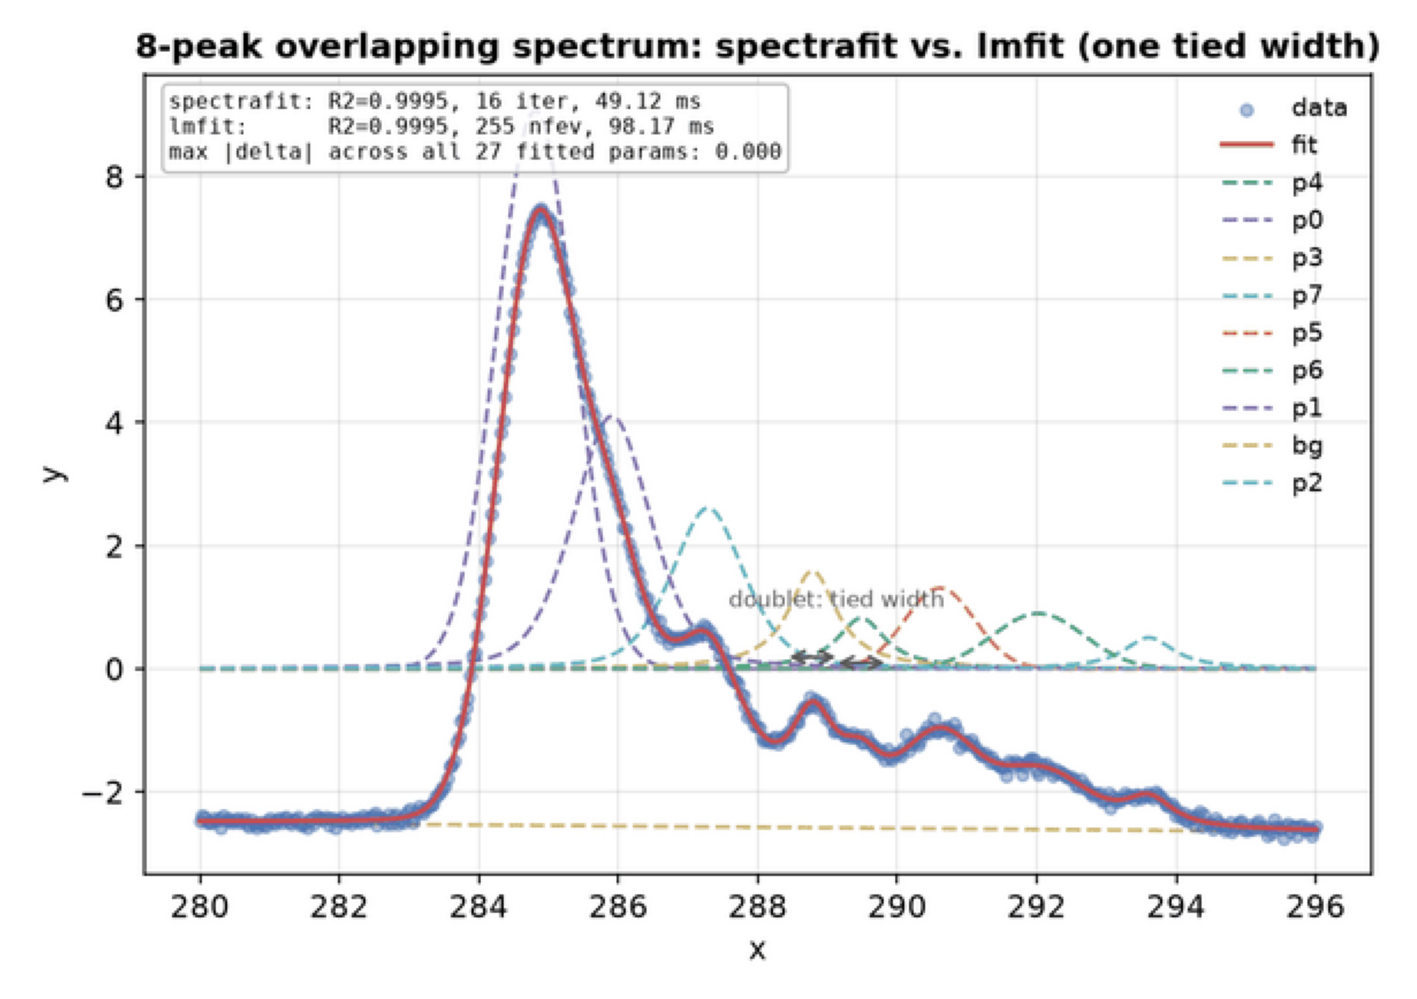 8-peak overlapping spectrum: spectrafit vs. lmfit (one tied width)
spectrafit: R2=0.9995, 16 iter, 49.12 ms
lmfit:      R2=0.9995, 255 nfev, 98.17 ms
max |delta| across all 27 fitted params: 0.000
data
fit
p4
p0
p3
p7
p5
p6
p1
bg
p2
8
6
4
2
0
−2
y
doublet: tied width
280 282 284 286 288 290 292 294 296
x